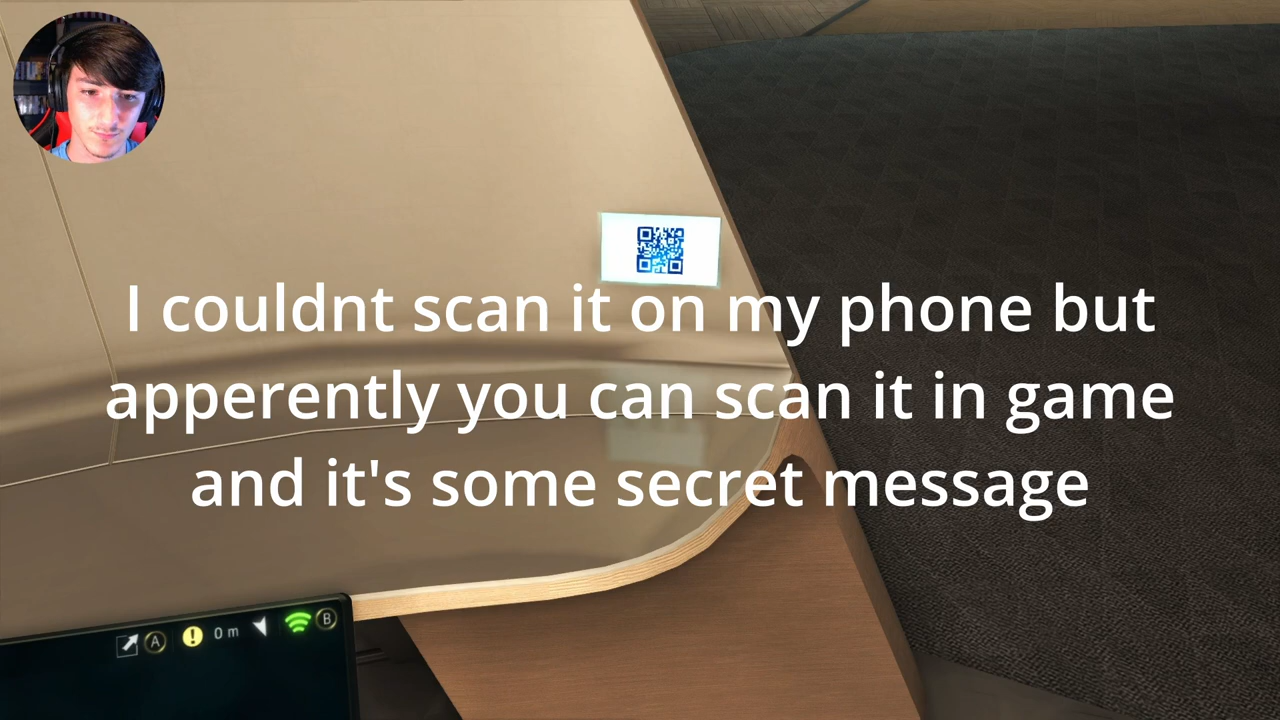 I couldnt scan it on my phone but
apperently you can scan it in game
and it's some secret message
A
! 0 m
B